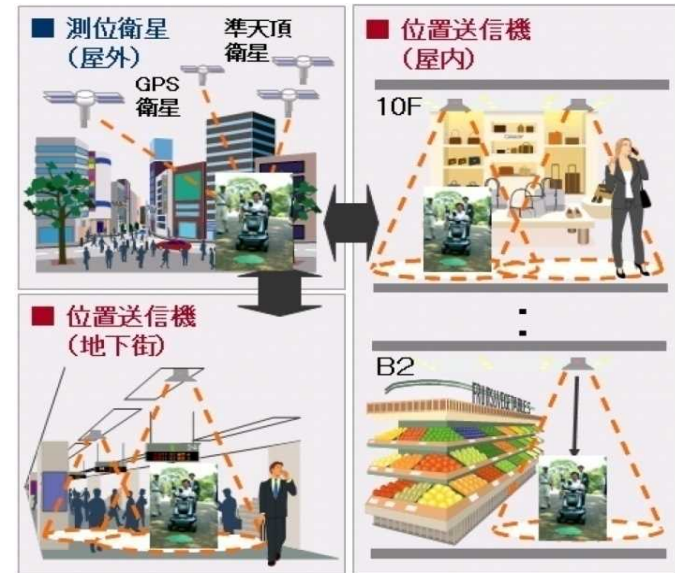 ■ 測位衛星
（屋外）
準天頂
衛星
GPS
衛星
■ 位置送信機
（屋内）
10F
：
B2
■ 位置送信機
（地下街）